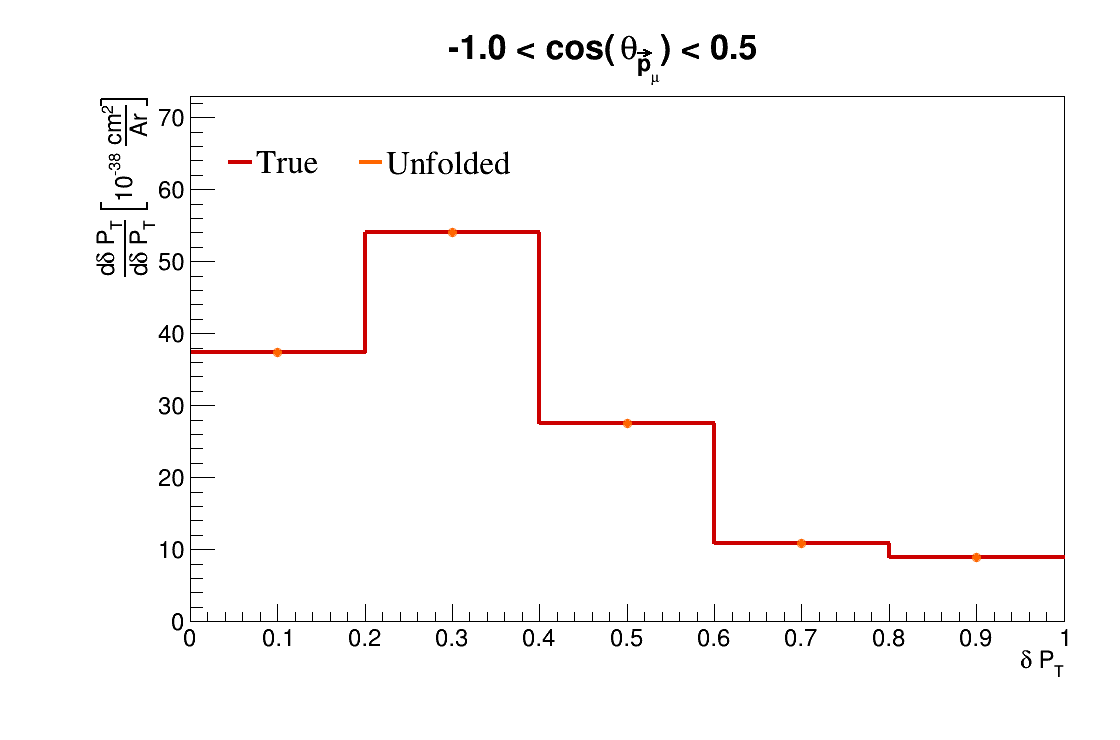 -1.0 < cos(θ_p⃗_μ) < 0.5
dδ P_T / dδ P_T [10^-38 cm^2 / Ar]
70
True Unfolded
60
50
40
30
20
10
0
0 0.1 0.2 0.3 0.4 0.5 0.6 0.7 0.8 0.9 1
δ P_T